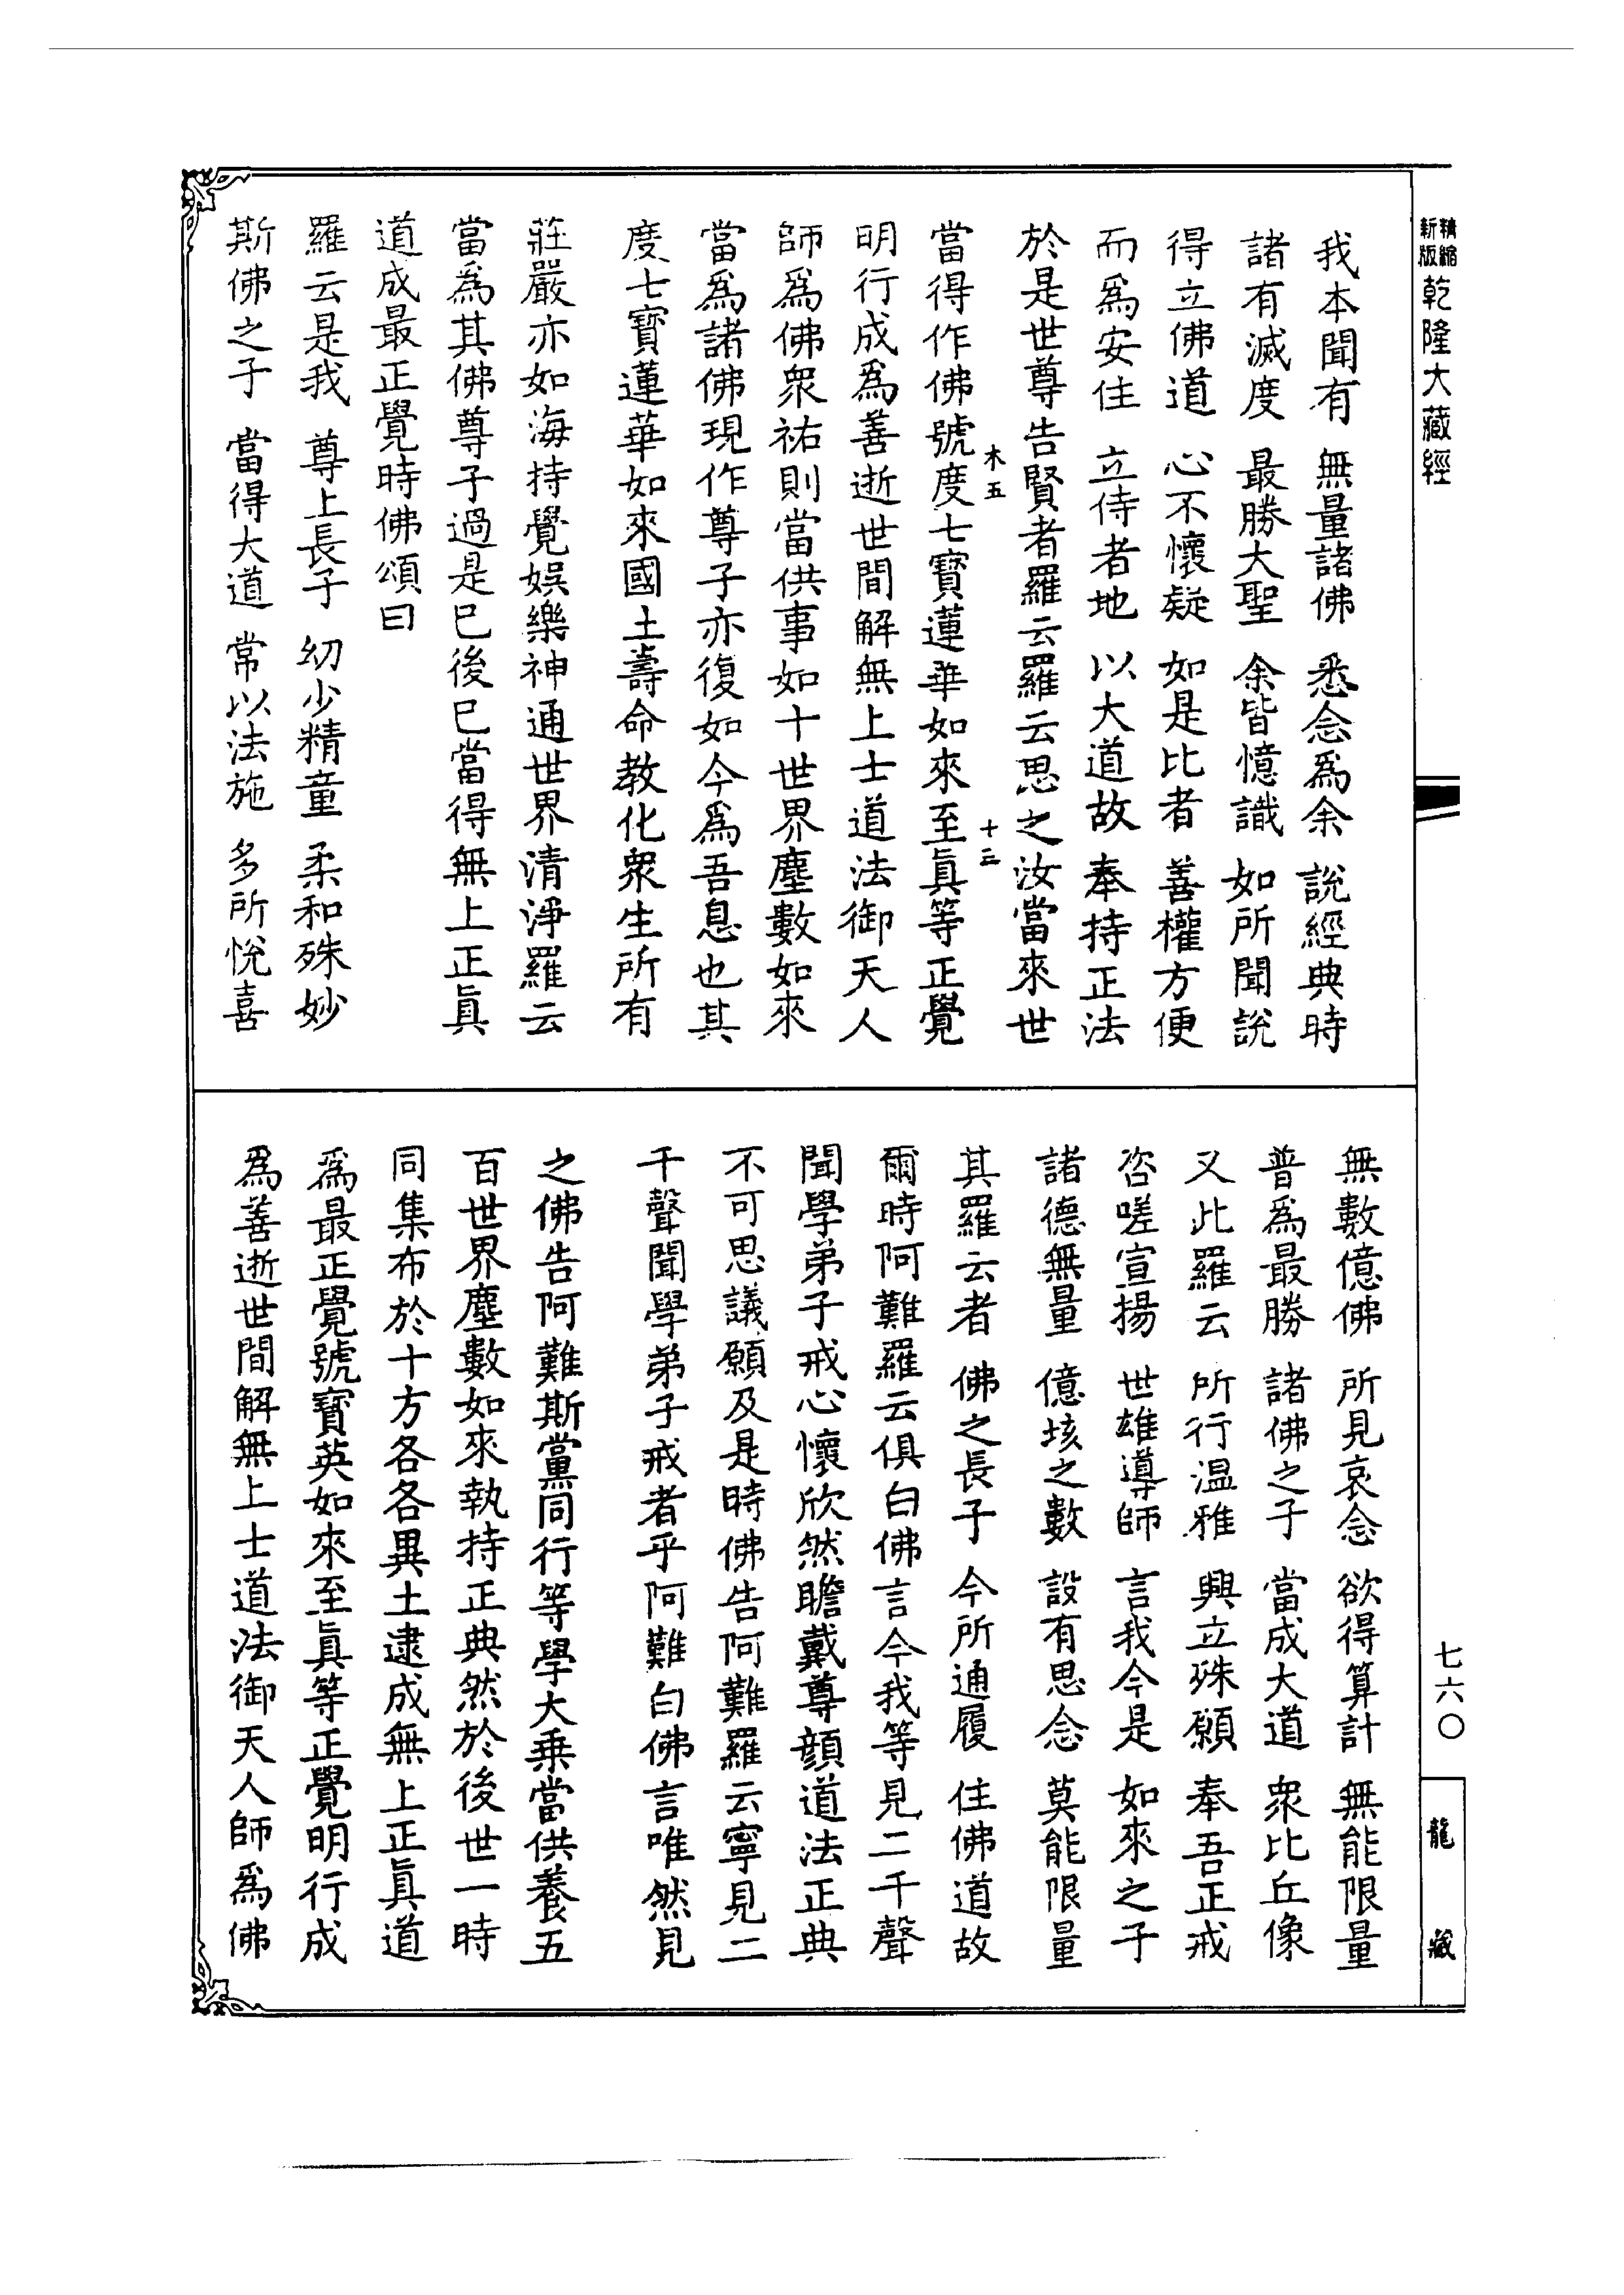 精縮新版乾隆大藏經
我本聞有　無量諸佛　悉念爲余　說經典時
諸有滅度　最勝大聖　余皆憶識　如所聞說
得立佛道　心不懷疑　如是比者　善權方便
而爲安住　立侍者地　以大道故　奉持正法
於是世尊告賢者羅云羅云思之汝當來世
木五　十三
當得作佛號度七寶蓮華如來至眞等正覺
明行成爲善逝世間解無上士道法御天人
師爲佛衆祐則當供事如十世界塵數如來
當爲諸佛現作尊子亦復如今爲吾息也其
度七寶蓮華如來國土壽命教化衆生所有
莊嚴亦如海持覺娛樂神通世界清淨羅云
當爲其佛尊子過是已後已當得無上正眞
道成最正覺時佛頌曰
羅云是我　尊上長子　幼少精童　柔和殊妙
斯佛之子　當得大道　常以法施　多所悅喜
無數億佛　所見哀念　欲得算計　無能限量
普爲最勝　諸佛之子　當成大道　衆比丘像
又此羅云　所行温雅　興立殊願　奉吾正戒
咨嗟宣揚　世雄導師　言我今是　如來之子
諸德無量　億垓之數　設有思念　莫能限量
其羅云者　佛之長子　今所通履　住佛道故
爾時阿難羅云俱白佛言今我等見二千聲
聞學弟子戒心懷欣然瞻戴尊顔道法正典
不可思議願及是時佛告阿難羅云寧見二
千聲聞學弟子戒者乎阿難白佛言唯然見
之佛告阿難斯黨同行等學大乘當供養五
百世界塵數如來執持正典然於後世一時
同集布於十方各各異土逮成無上正眞道
爲最正覺號寶英如來至眞等正覺明行成
爲善逝世間解無上士道法御天人師爲佛
七六〇
龍藏